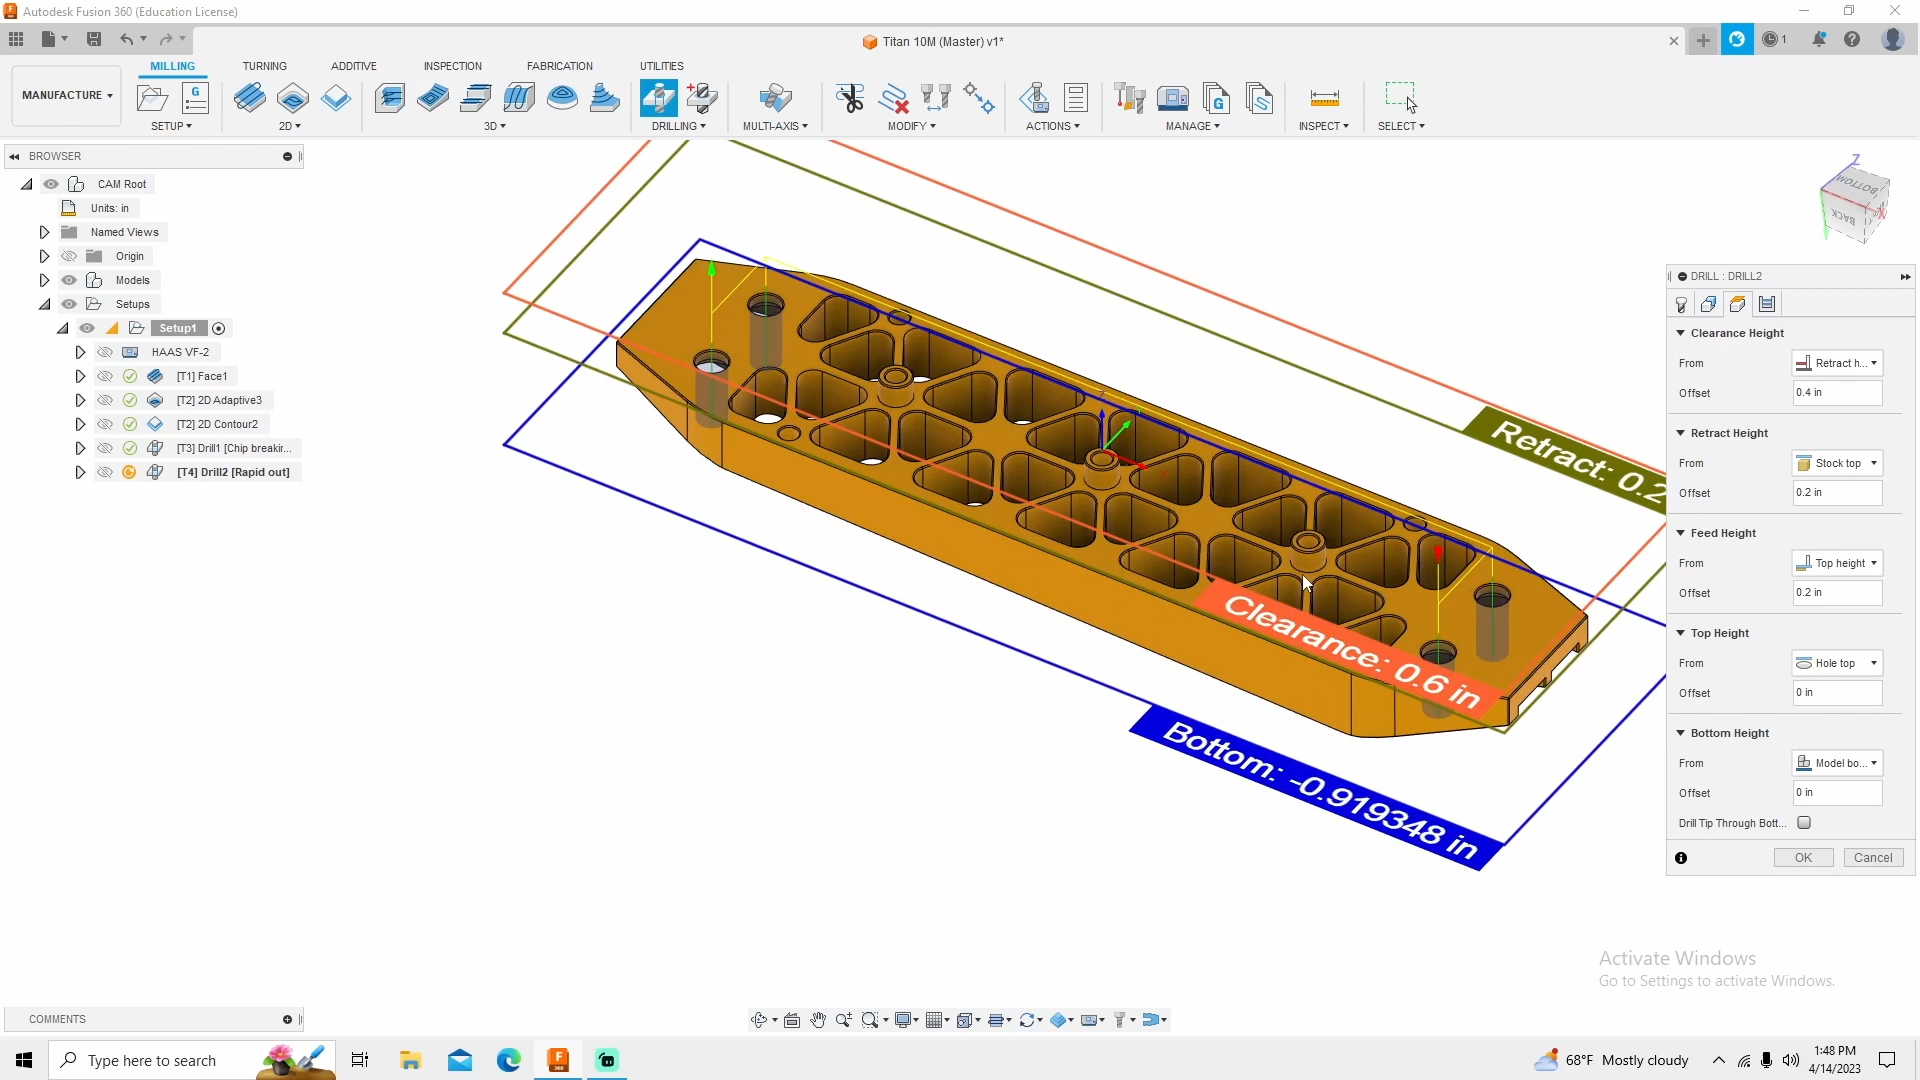 Autodesk Fusion 360 (Education License)
Titan 10M (Master) v1*
1
MILLING TURNING ADDITIVE INSPECTION FABRICATION UTILITIES
MANUFACTURE
SETUP 2D 3D DRILLING MULTI-AXIS MODIFY ACTIONS MANAGE INSPECT SELECT
BROWSER
CAM Root
Units: in
Named Views
Origin
Models
Setups
Setup1
HAAS VF-2
[T1] Face1
[T2] 2D Adaptive3
[T2] 2D Contour2
[T3] Drill1 [Chip breakir...
[T4] Drill2 [Rapid out]
Z
BOTTOM
BACK
X
Retract: 0.2
Clearance: 0.6 in
Bottom: -0.919348 in
DRILL : DRILL2
Clearance Height
From Retract h...
Offset 0.4 in
Retract Height
From Stock top
Offset 0.2 in
Feed Height
From Top height
Offset 0.2 in
Top Height
From Hole top
Offset 0 in
Bottom Height
From Model bo...
Offset 0 in
Drill Tip Through Bott...
OK Cancel
Activate Windows
Go to Settings to activate Windows.
COMMENTS
Type here to search
68°F Mostly cloudy
1:48 PM
4/14/2023